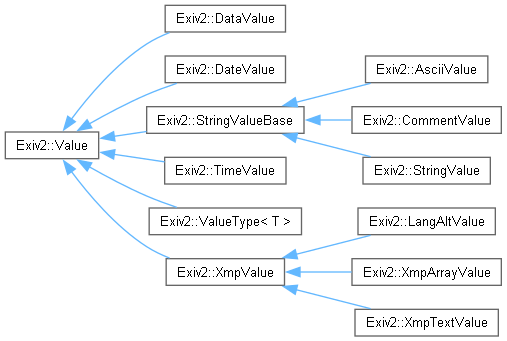 Exiv2::DataValue
Exiv2::DateValue
Exiv2::AsciiValue
Exiv2::StringValueBase
Exiv2::CommentValue
Exiv2::Value
Exiv2::TimeValue
Exiv2::StringValue
Exiv2::ValueType< T >
Exiv2::LangAltValue
Exiv2::XmpValue
Exiv2::XmpArrayValue
Exiv2::XmpTextValue